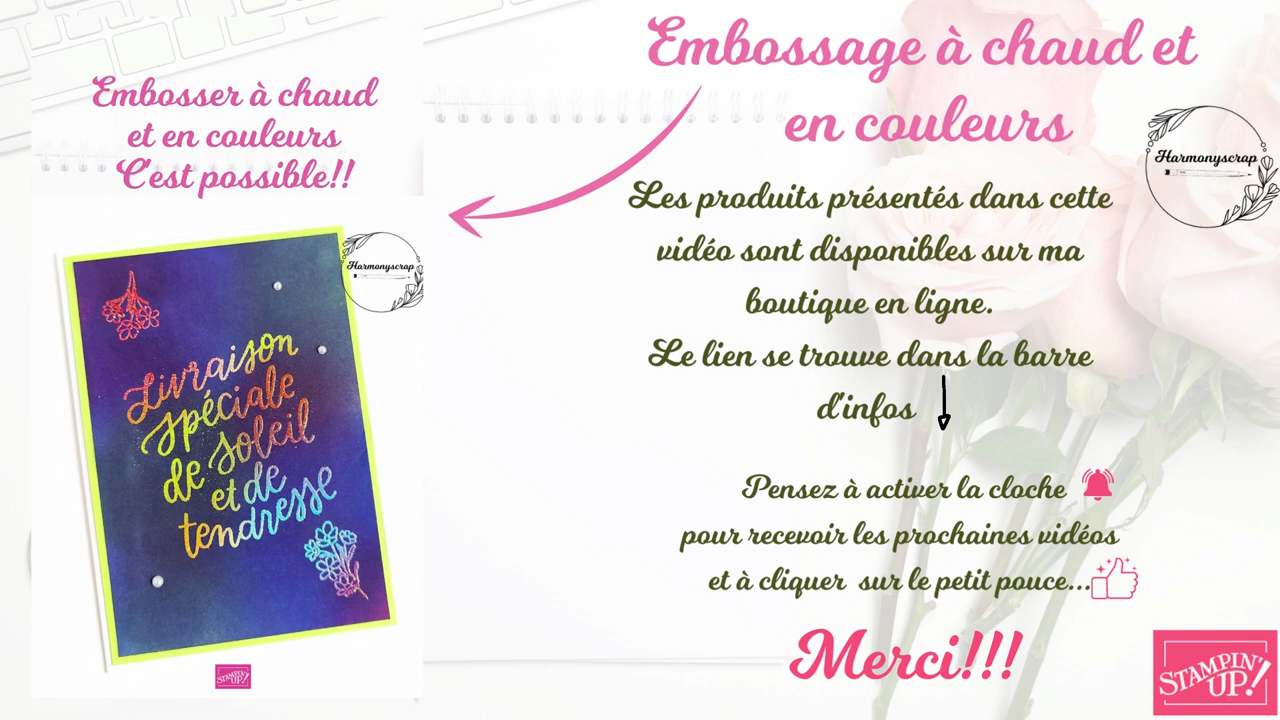 Embosser à chaud
et en couleurs
C'est possible!!
Harmonyscrap
Livraison
spéciale
de soleil
et de
tendresse
STAMPIN'
UP!
Embossage à chaud et
en couleurs
Harmonyscrap
Les produits présentés dans cette
vidéo sont disponibles sur ma
boutique en ligne.
Le lien se trouve dans la barre
d'infos
Pensez à activer la cloche
pour recevoir les prochaines vidéos
et à cliquer sur le petit pouce...
Merci!!!
STAMPIN'
UP!